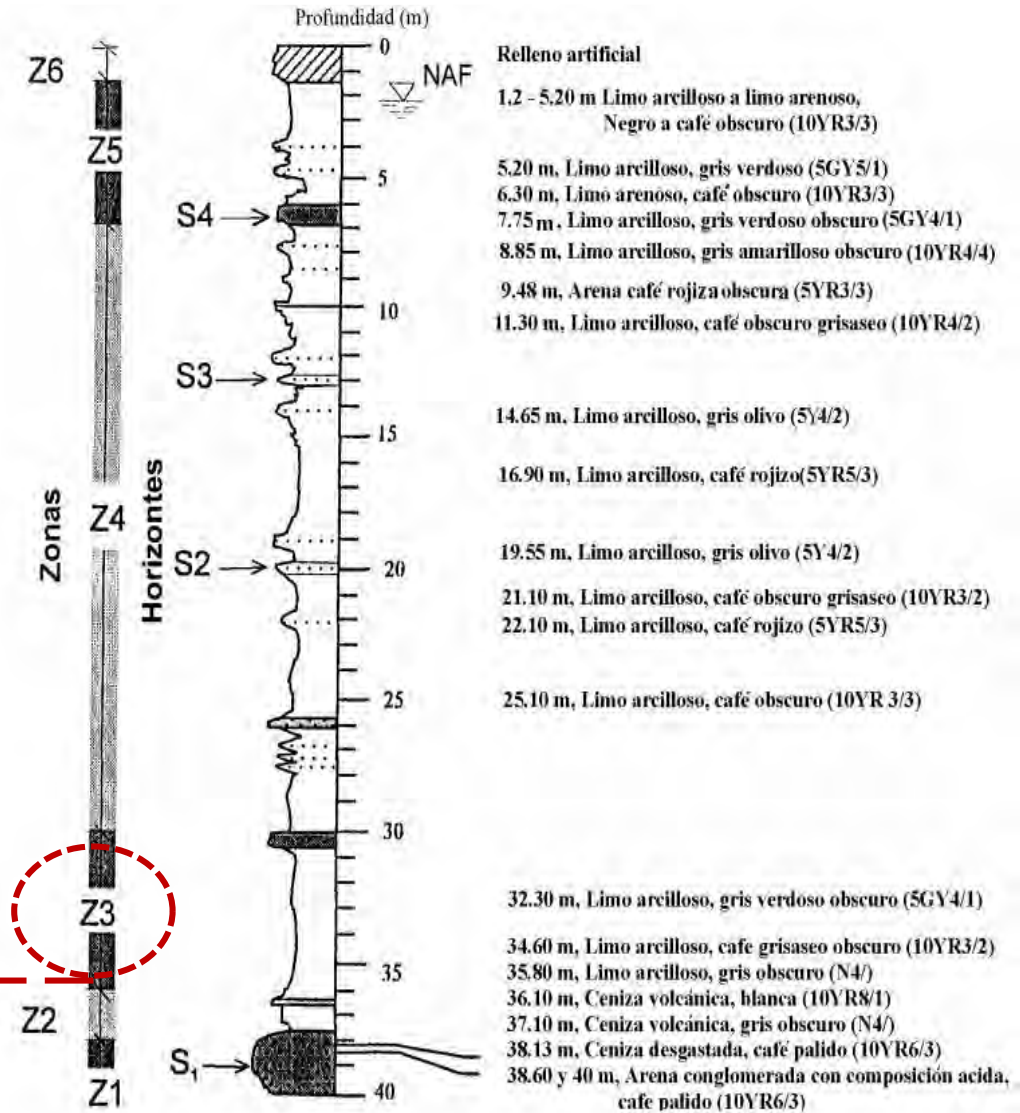 Profundidad (m)
Z6
0
NAF
Relleno artificial
1.2 - 5.20 m Limo arcilloso a limo arenoso,
Negro a café obscuro (10YR3/3)
Z5
5
5.20 m, Limo arcilloso, gris verdoso (5GY5/1)
6.30 m, Limo arenoso, café obscuro (10YR3/3)
S4
7.75 m, Limo arcilloso, gris verdoso obscuro (5GY4/1)
8.85 m, Limo arcilloso, gris amarilloso obscuro (10YR4/4)
9.48 m, Arena café rojiza obscura (5YR3/3)
10
11.30 m, Limo arcilloso, café obscuro grisaseo (10YR4/2)
S3
14.65 m, Limo arcilloso, gris olivo (5Y4/2)
15
16.90 m, Limo arcilloso, café rojizo(5YR5/3)
Zonas
Z4
Horizontes
19.55 m, Limo arcilloso, gris olivo (5Y4/2)
S2
20
21.10 m, Limo arcilloso, café obscuro grisaseo (10YR3/2)
22.10 m, Limo arcilloso, café rojizo (5YR5/3)
25
25.10 m, Limo arcilloso, café obscuro (10YR 3/3)
30
Z3
32.30 m, Limo arcilloso, gris verdoso obscuro (5GY4/1)
34.60 m, Limo arcilloso, cafe grisaseo obscuro (10YR3/2)
35
35.80 m, Limo arcilloso, gris obscuro (N4/)
36.10 m, Ceniza volcánica, blanca (10YR8/1)
Z2
37.10 m, Ceniza volcánica, gris obscuro (N4/)
38.13 m, Ceniza desgastada, café palido (10YR6/3)
S1
38.60 y 40 m, Arena conglomerada con composición acida,
cafe palido (10YR6/3)
Z1
40